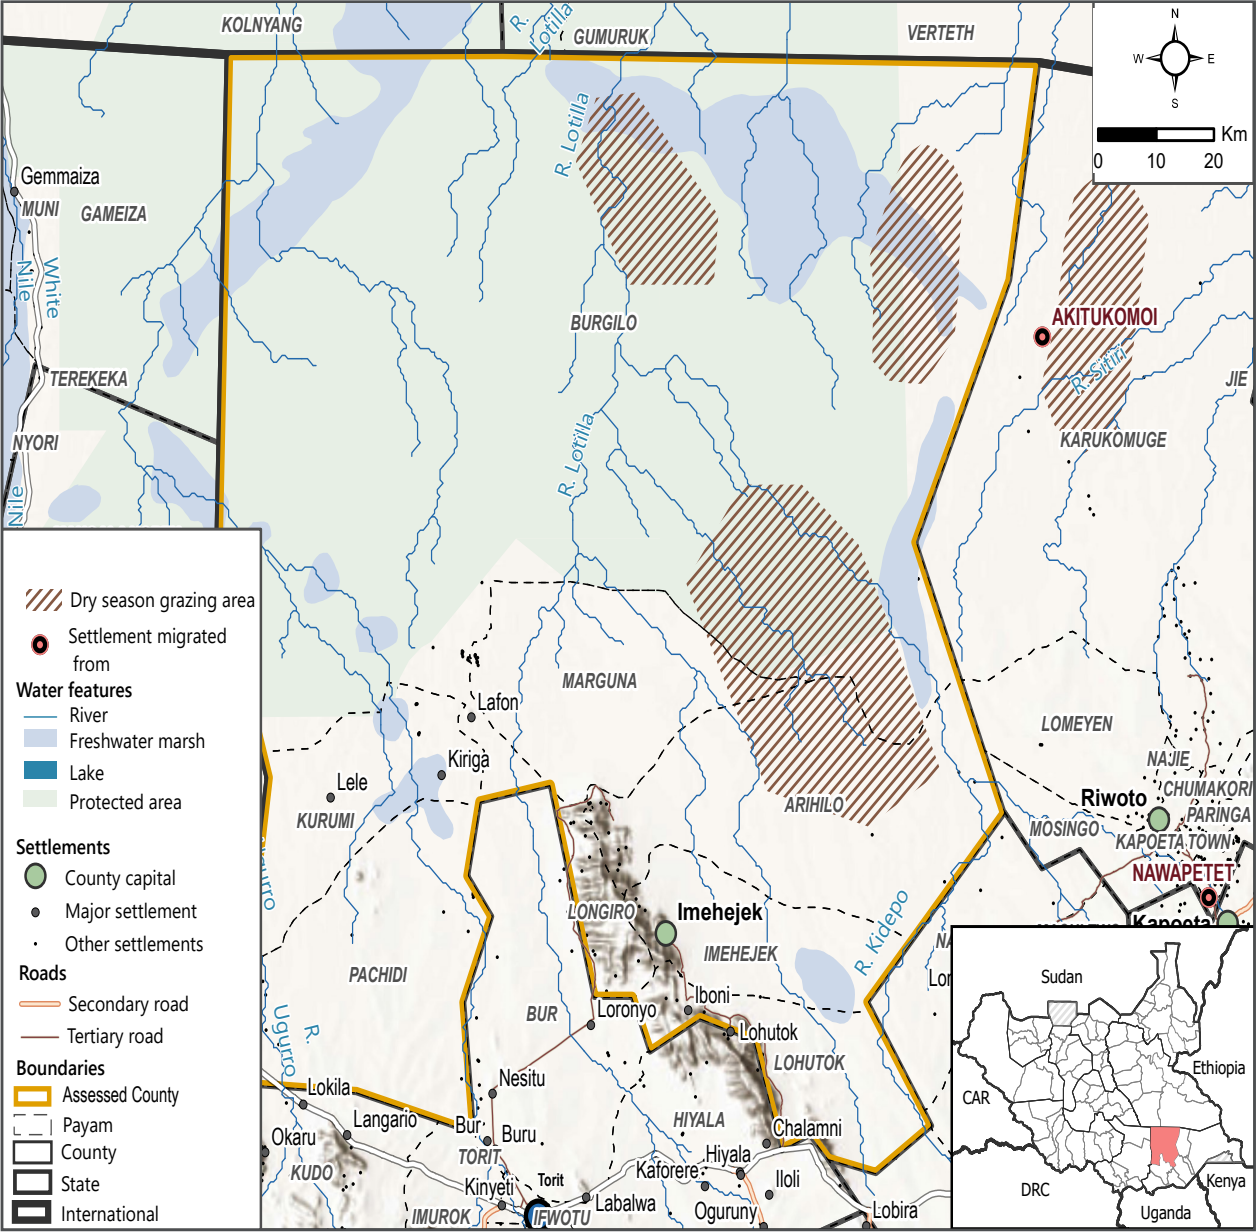 KOLNYANG
R.
Lotilla
GUMURUK
VERTETH
N
W
E
S
Km
0
10
20
R. Lotilla
Gemmaiza
MUNI
GAMEIZA
White
Nile
BURGILO
AKITUKOMOI
R. Sitiri
TEREKEKA
JIE
NYORI
R. Lotilla
KARUKOMUGE
Nile
Dry season grazing area
Settlement migrated
from
Water features
River
Freshwater marsh
Lake
Protected area
Settlements
County capital
Major settlement
Other settlements
Roads
Secondary road
Tertiary road
Boundaries
Assessed County
Payam
County
State
International
MARGUNA
Lafon
LOMEYEN
Kiriga
NAJIE
Lele
KURUMI
ARIHILO
Riwoto
CHUMAKORI
PARINGA
MOSINGO
KAPOETA TOWN
NAWAPETET
Kapoeta
LONGIRO
Imehejek
IMEHEJEK
R. Kidepo
NA
Lor
PACHIDI
Iboni
BUR
Loronyo
Lohutok
LOHUTOK
R.
Ugurro
Nesitu
Lokila
Langario
HIYALA
Chalamni
Bur
Buru
Okaru
TORIT
KUDO
Hiyala
Kaforere
Iloli
Kinyeti
Torit
Labalwa
Oguruny
Lobira
IMUROK
IFWOTU
Sudan
Ethiopia
CAR
DRC
Kenya
Uganda